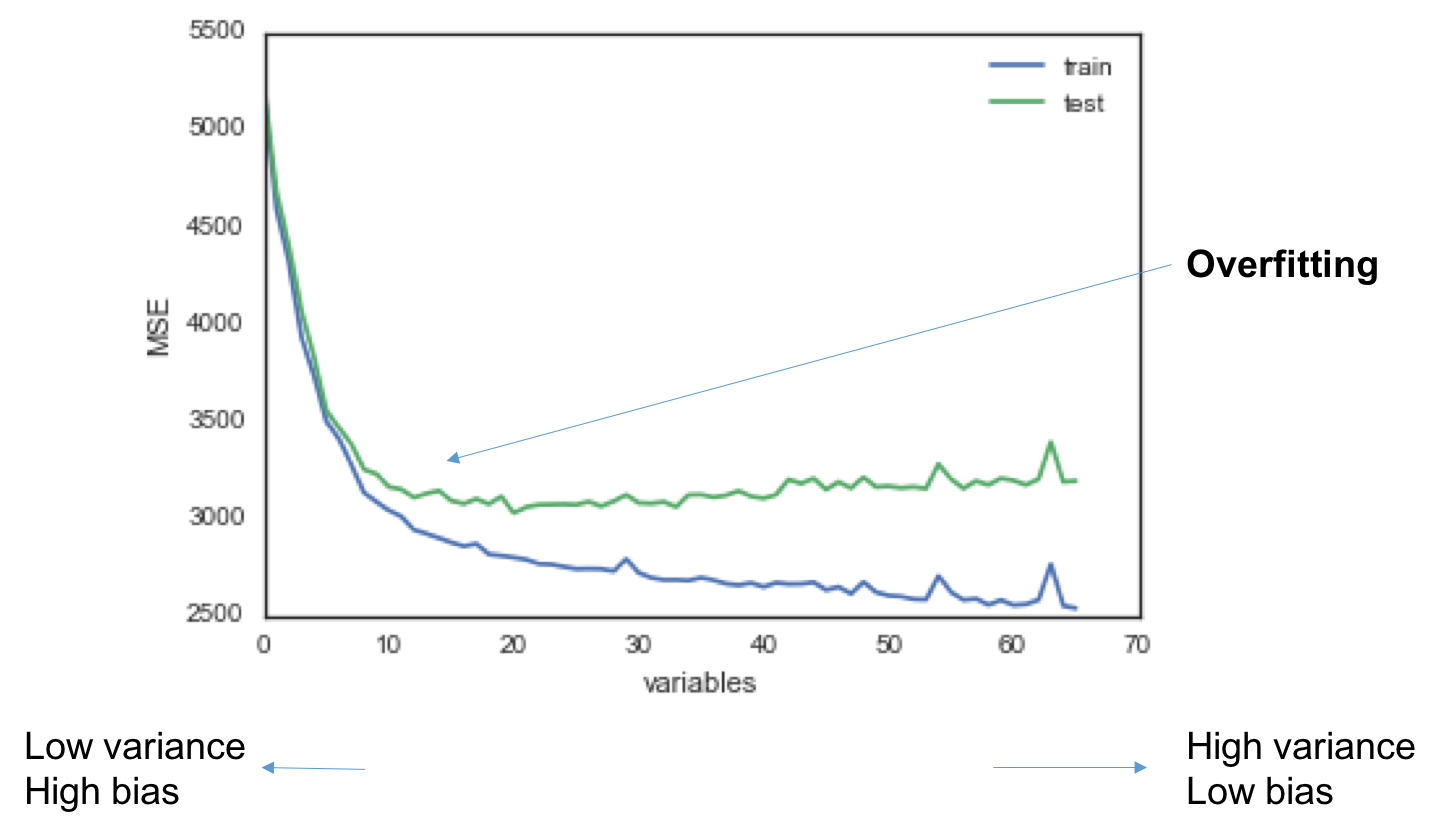 5500
train
test
5000
4500
Overfitting
4000
MSE
3500
3000
2500
0 10 20 30 40 50 60 70
variables
Low variance
High bias
High variance
Low bias